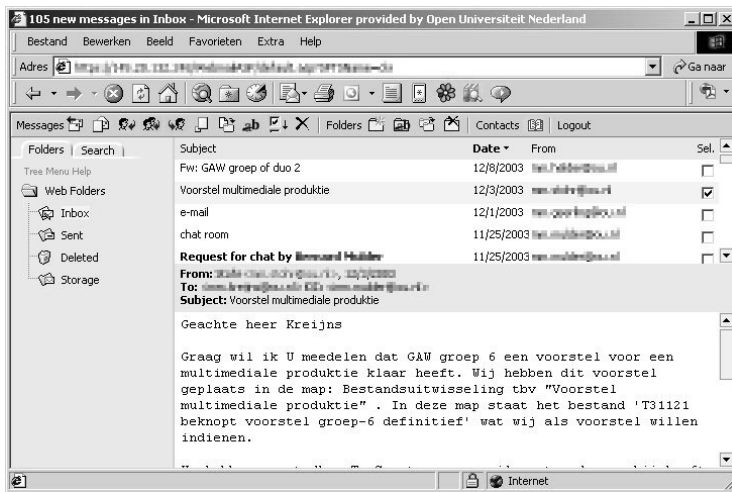 105 new messages in Inbox - Microsoft Internet Explorer provided by Open Universiteit Nederland
Bestand Bewerken Beeld Favorieten Extra Help
Adres Ga naar
Messages Folders Contacts Logout
Folders Search
Tree Menu Help
Web Folders
Inbox
Sent
Deleted
Storage
Subject Date From Sel.
Fw: GAW groep of duo 2 12/8/2003
Voorstel multimediale produktie 12/3/2003
e-mail 12/1/2003
chat room 11/25/2003
Request for chat by 11/25/2003
From:
To:
Subject: Voorstel multimediale produktie
Geachte heer Kreijns
Graag wil ik U meedelen dat GAW groep 6 een voorstel voor een
multimediale produktie klaar heeft. Wij hebben dit voorstel
geplaats in de map: Bestandsuitwisseling tbv "Voorstel
multimediale produktie" . In deze map staat het bestand 'T31121
beknopt voorstel groep-6 definitief' wat wij als voorstel willen
indienen.
Internet